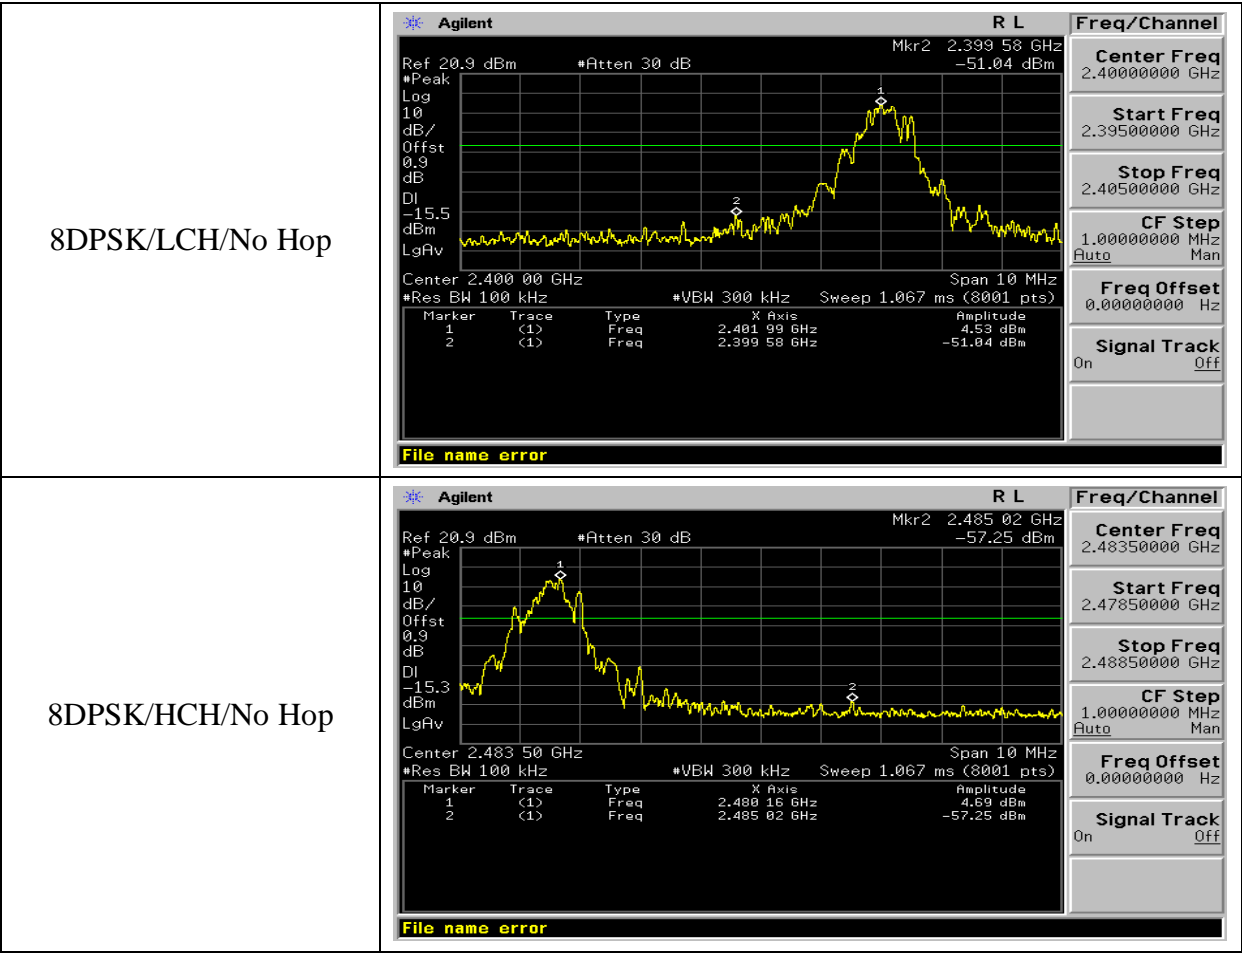 8DPSK/LCH/No Hop
Agilent R L Freq/Channel
Mkr2 2.399 58 GHz
Ref 20.9 dBm #Atten 30 dB -51.04 dBm
#Peak
Log
10
dB/
Offst
0.9
dB
DI
-15.5
dBm
LgAv
1
2
Center 2.400 00 GHz Span 10 MHz
#Res BW 100 kHz #VBW 300 kHz Sweep 1.067 ms (8001 pts)
Marker Trace Type X Axis Amplitude
1 (1) Freq 2.401 99 GHz 4.53 dBm
2 (1) Freq 2.399 58 GHz -51.04 dBm
Center Freq
2.40000000 GHz
Start Freq
2.39500000 GHz
Stop Freq
2.40500000 GHz
CF Step
1.00000000 MHz
Auto Man
Freq Offset
0.00000000 Hz
Signal Track
On Off
File name error
8DPSK/HCH/No Hop
Agilent R L Freq/Channel
Mkr2 2.485 02 GHz
Ref 20.9 dBm #Atten 30 dB -57.25 dBm
#Peak
Log
10
dB/
Offst
0.9
dB
DI
-15.3
dBm
LgAv
1
2
Center 2.483 50 GHz Span 10 MHz
#Res BW 100 kHz #VBW 300 kHz Sweep 1.067 ms (8001 pts)
Marker Trace Type X Axis Amplitude
1 (1) Freq 2.480 16 GHz 4.69 dBm
2 (1) Freq 2.485 02 GHz -57.25 dBm
Center Freq
2.48350000 GHz
Start Freq
2.47850000 GHz
Stop Freq
2.48850000 GHz
CF Step
1.00000000 MHz
Auto Man
Freq Offset
0.00000000 Hz
Signal Track
On Off
File name error